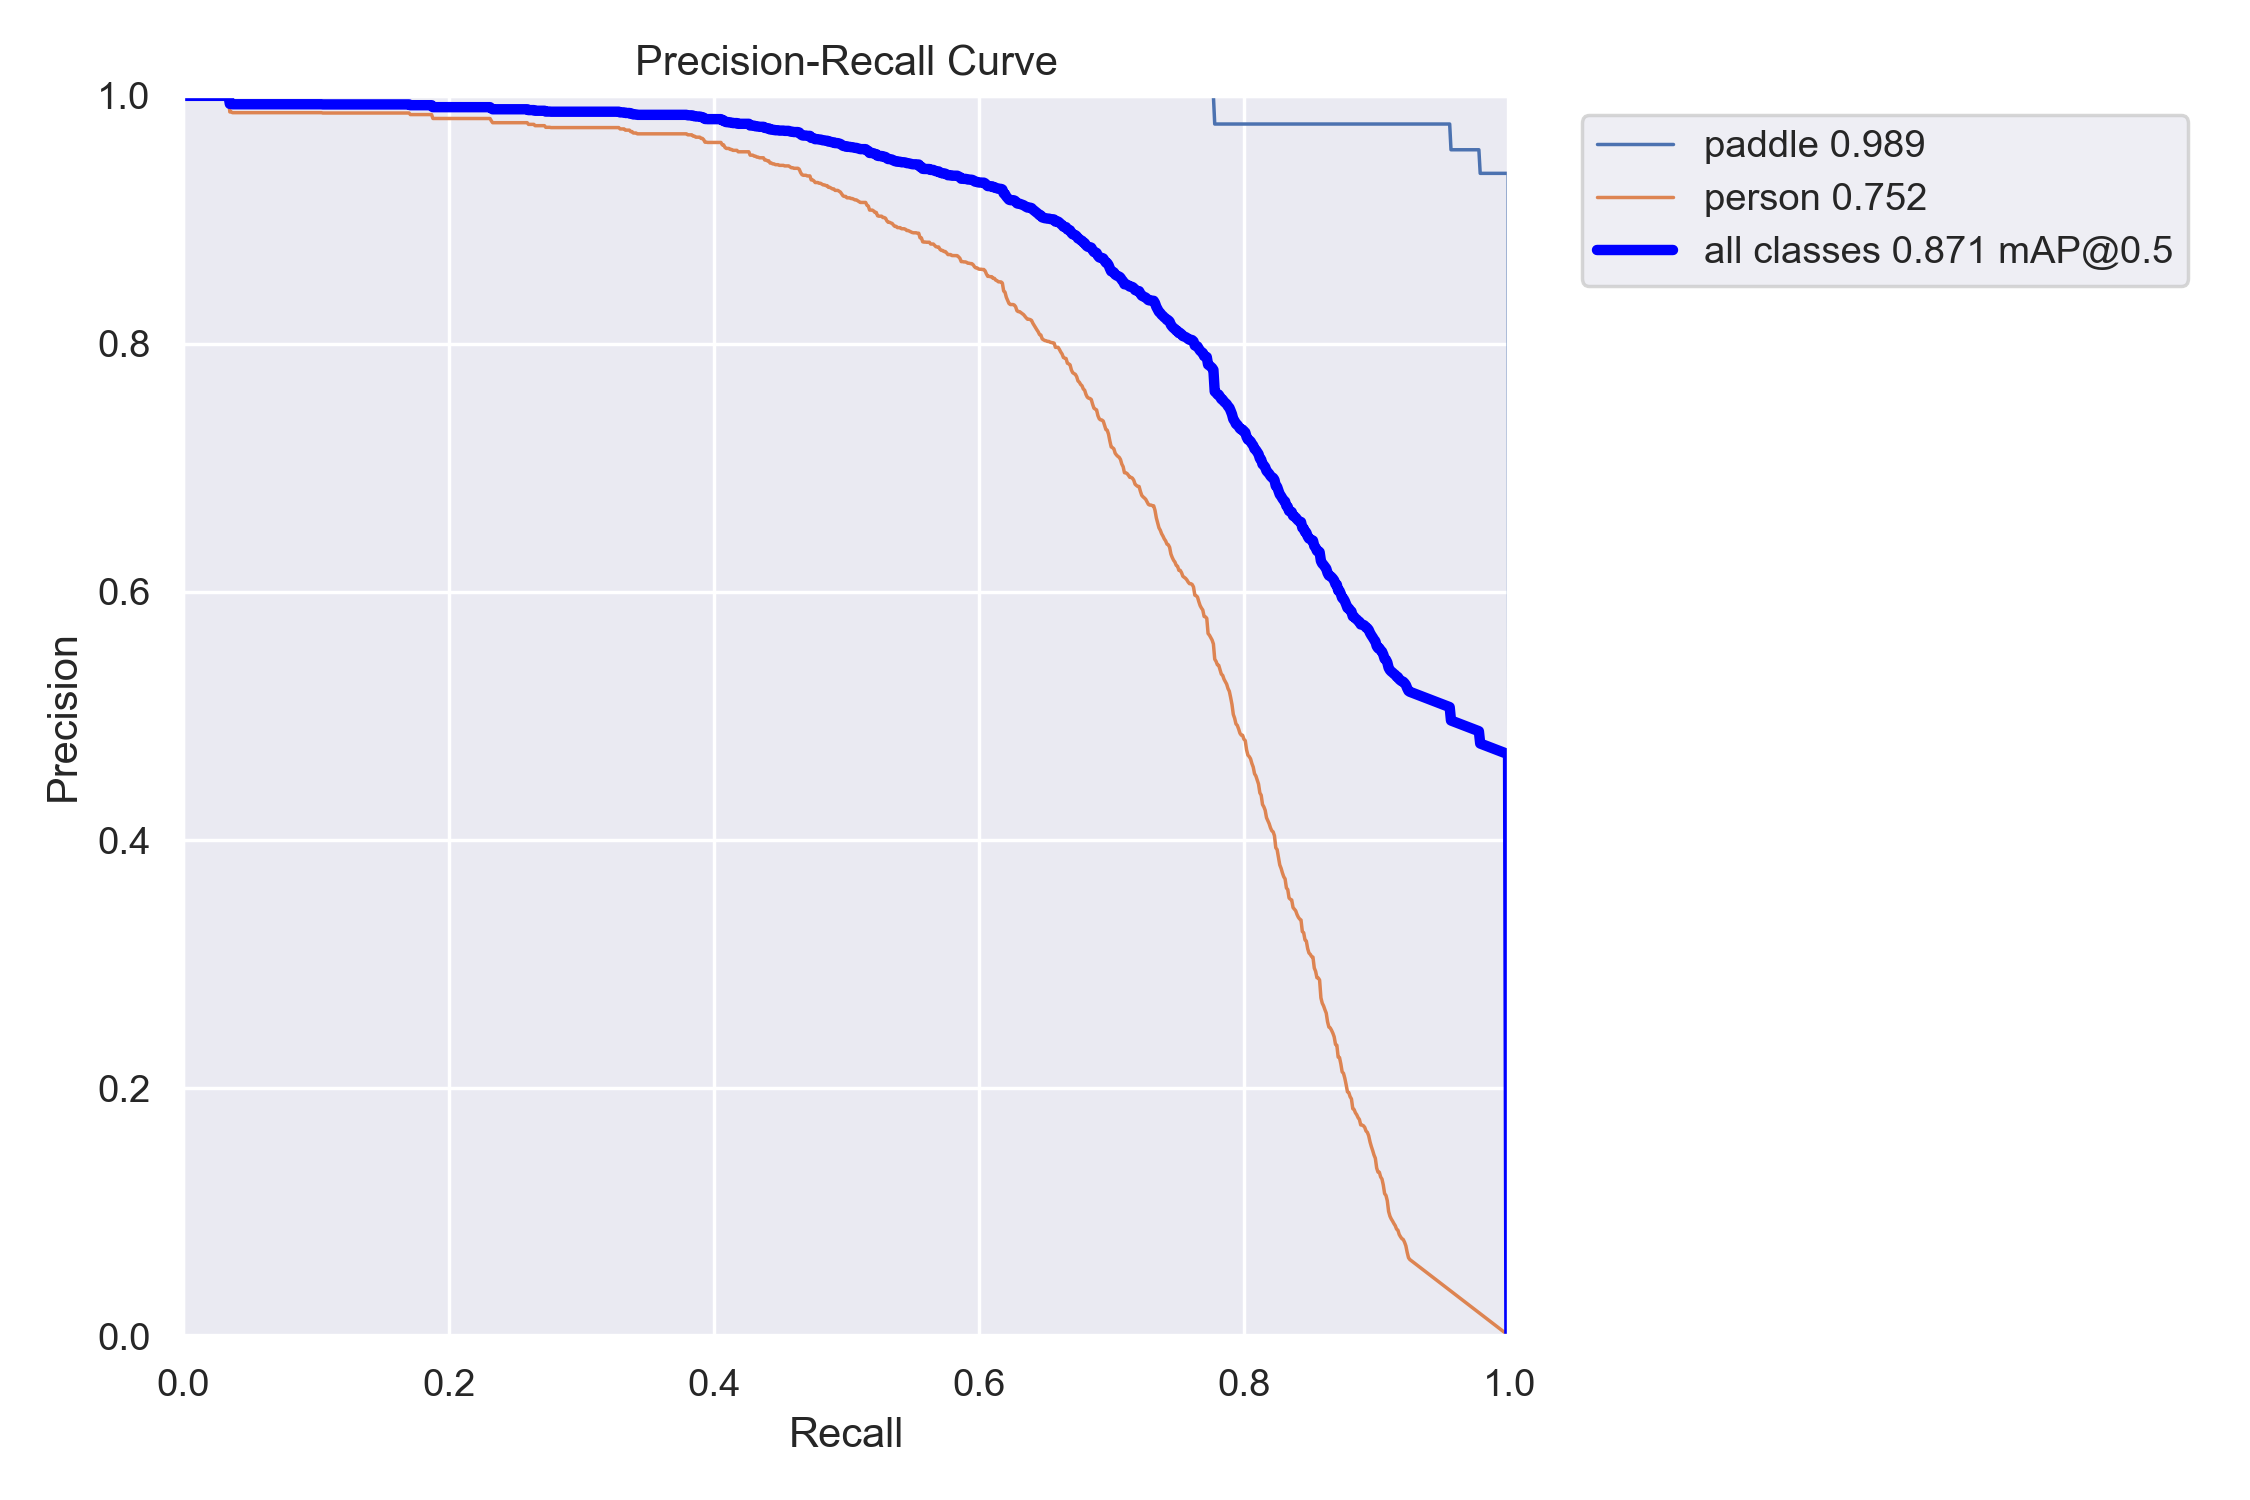 Precision-Recall Curve
1.0
0.8
0.6
0.4
0.2
0.0
Precision
0.0 0.2 0.4 0.6 0.8 1.0
Recall
paddle 0.989
person 0.752
all classes 0.871 mAP@0.5